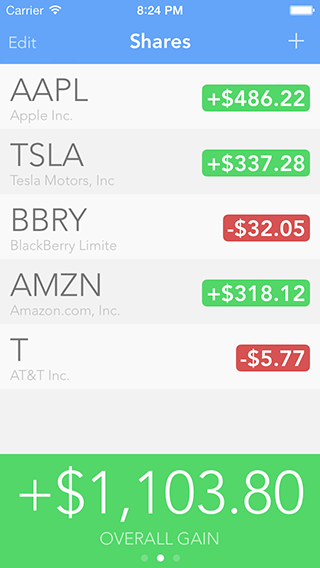 Carrier 8:24 PM
Edit Shares +
AAPL
Apple Inc.
+$486.22
TSLA
Tesla Motors, Inc
+$337.28
BBRY
BlackBerry Limite
-$32.05
AMZN
Amazon.com, Inc.
+$318.12
T
AT&T Inc.
-$5.77
+$1,103.80
OVERALL GAIN